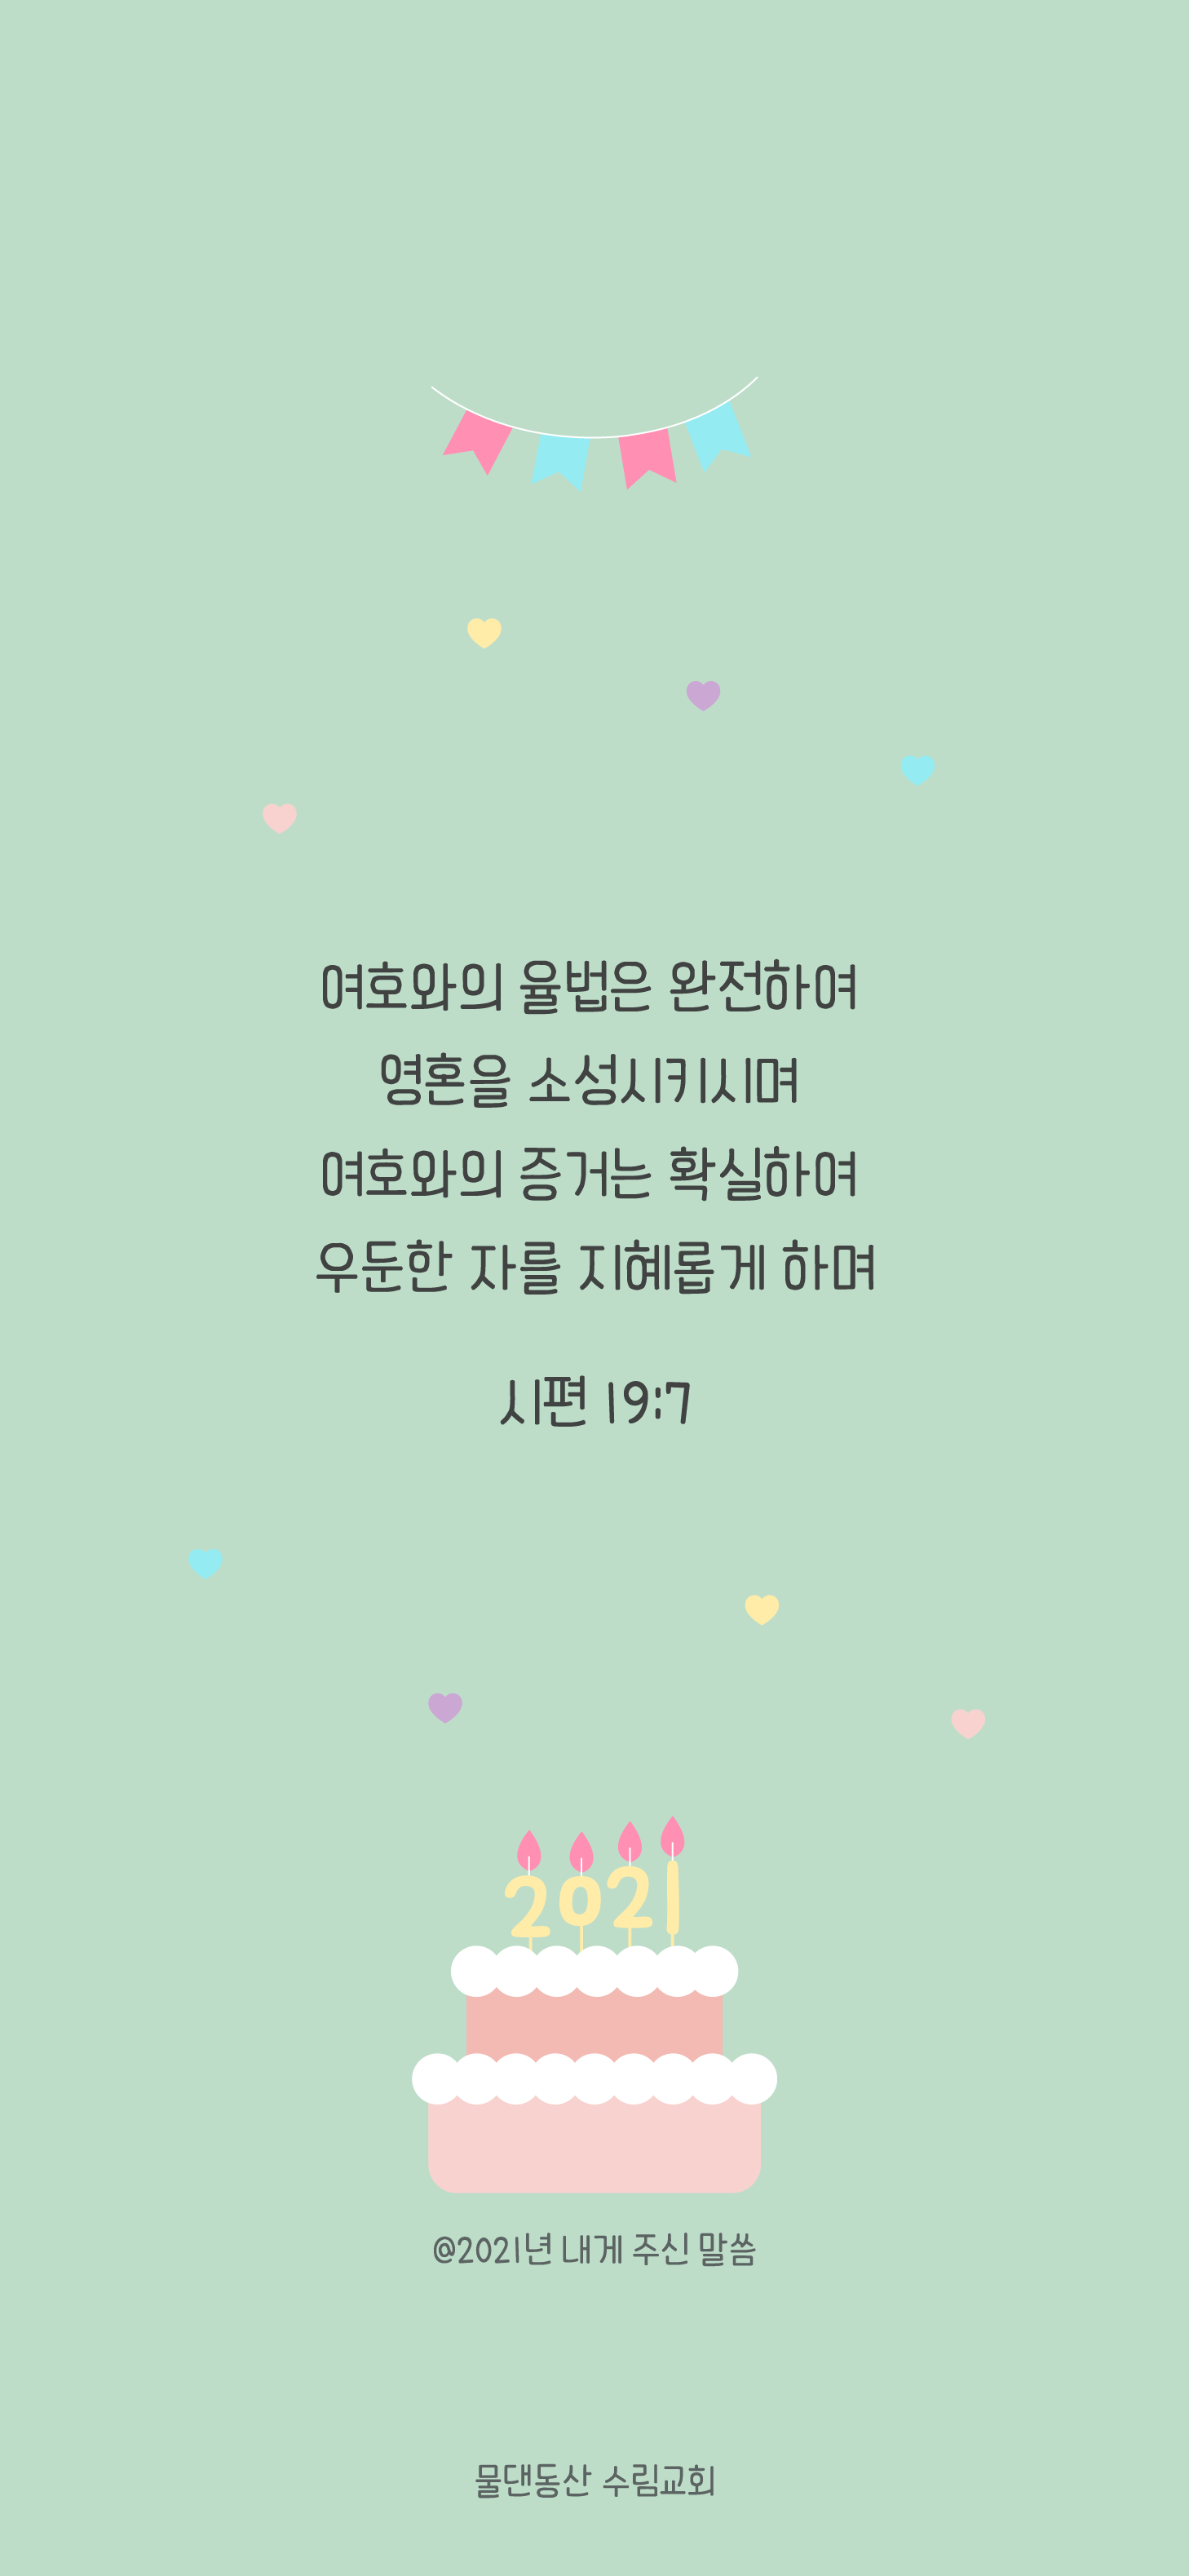 여호와의 율법은 완전하여
영혼을 소성시키시며
여호와의 증거는 확실하여
우둔한 자를 지혜롭게 하며
시편 19:7
2021
@2021년 내게 주신 말씀
물댄동산 수림교회